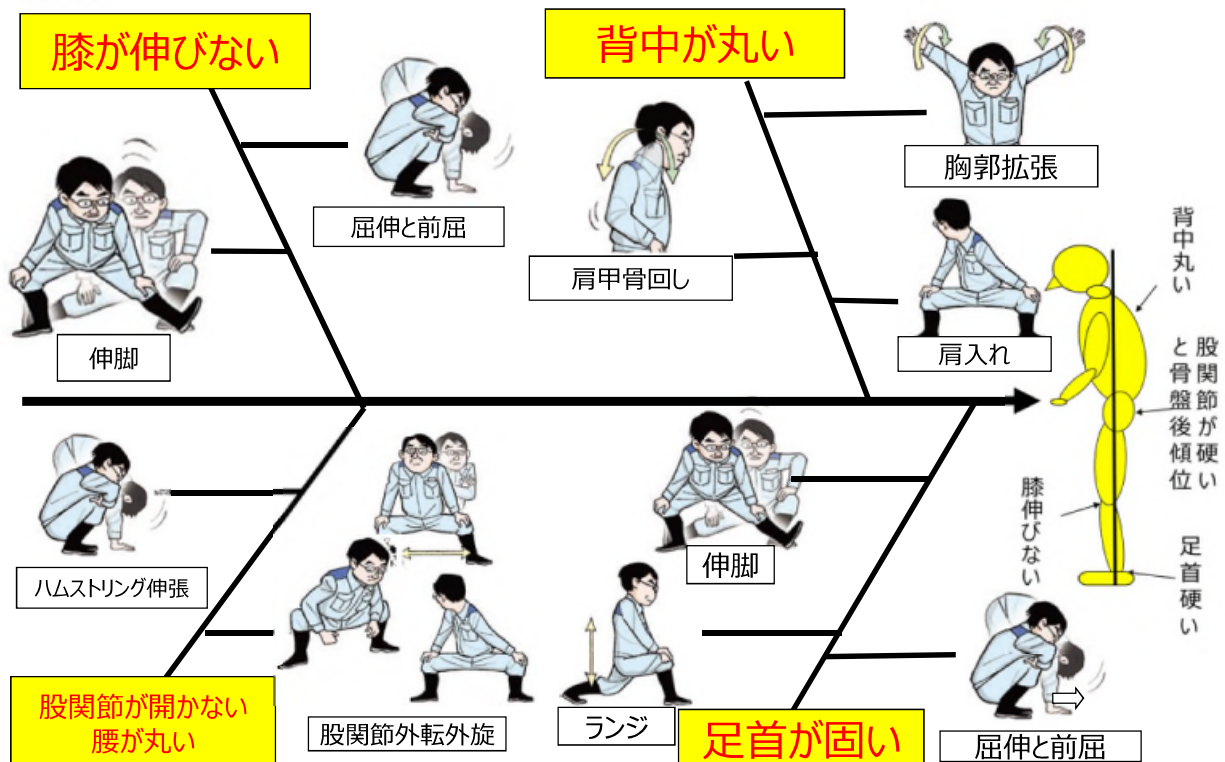 膝が伸びない
背中が丸い
胸郭拡張
屈伸と前屈
肩甲骨回し
伸脚
肩入れ
背中丸い
股関節が硬い
と骨盤後傾位
膝伸びない
足首硬い
ハムストリング伸張
伸脚
股関節が開かない
腰が丸い
股関節外転外旋
ランジ
足首が固い
屈伸と前屈